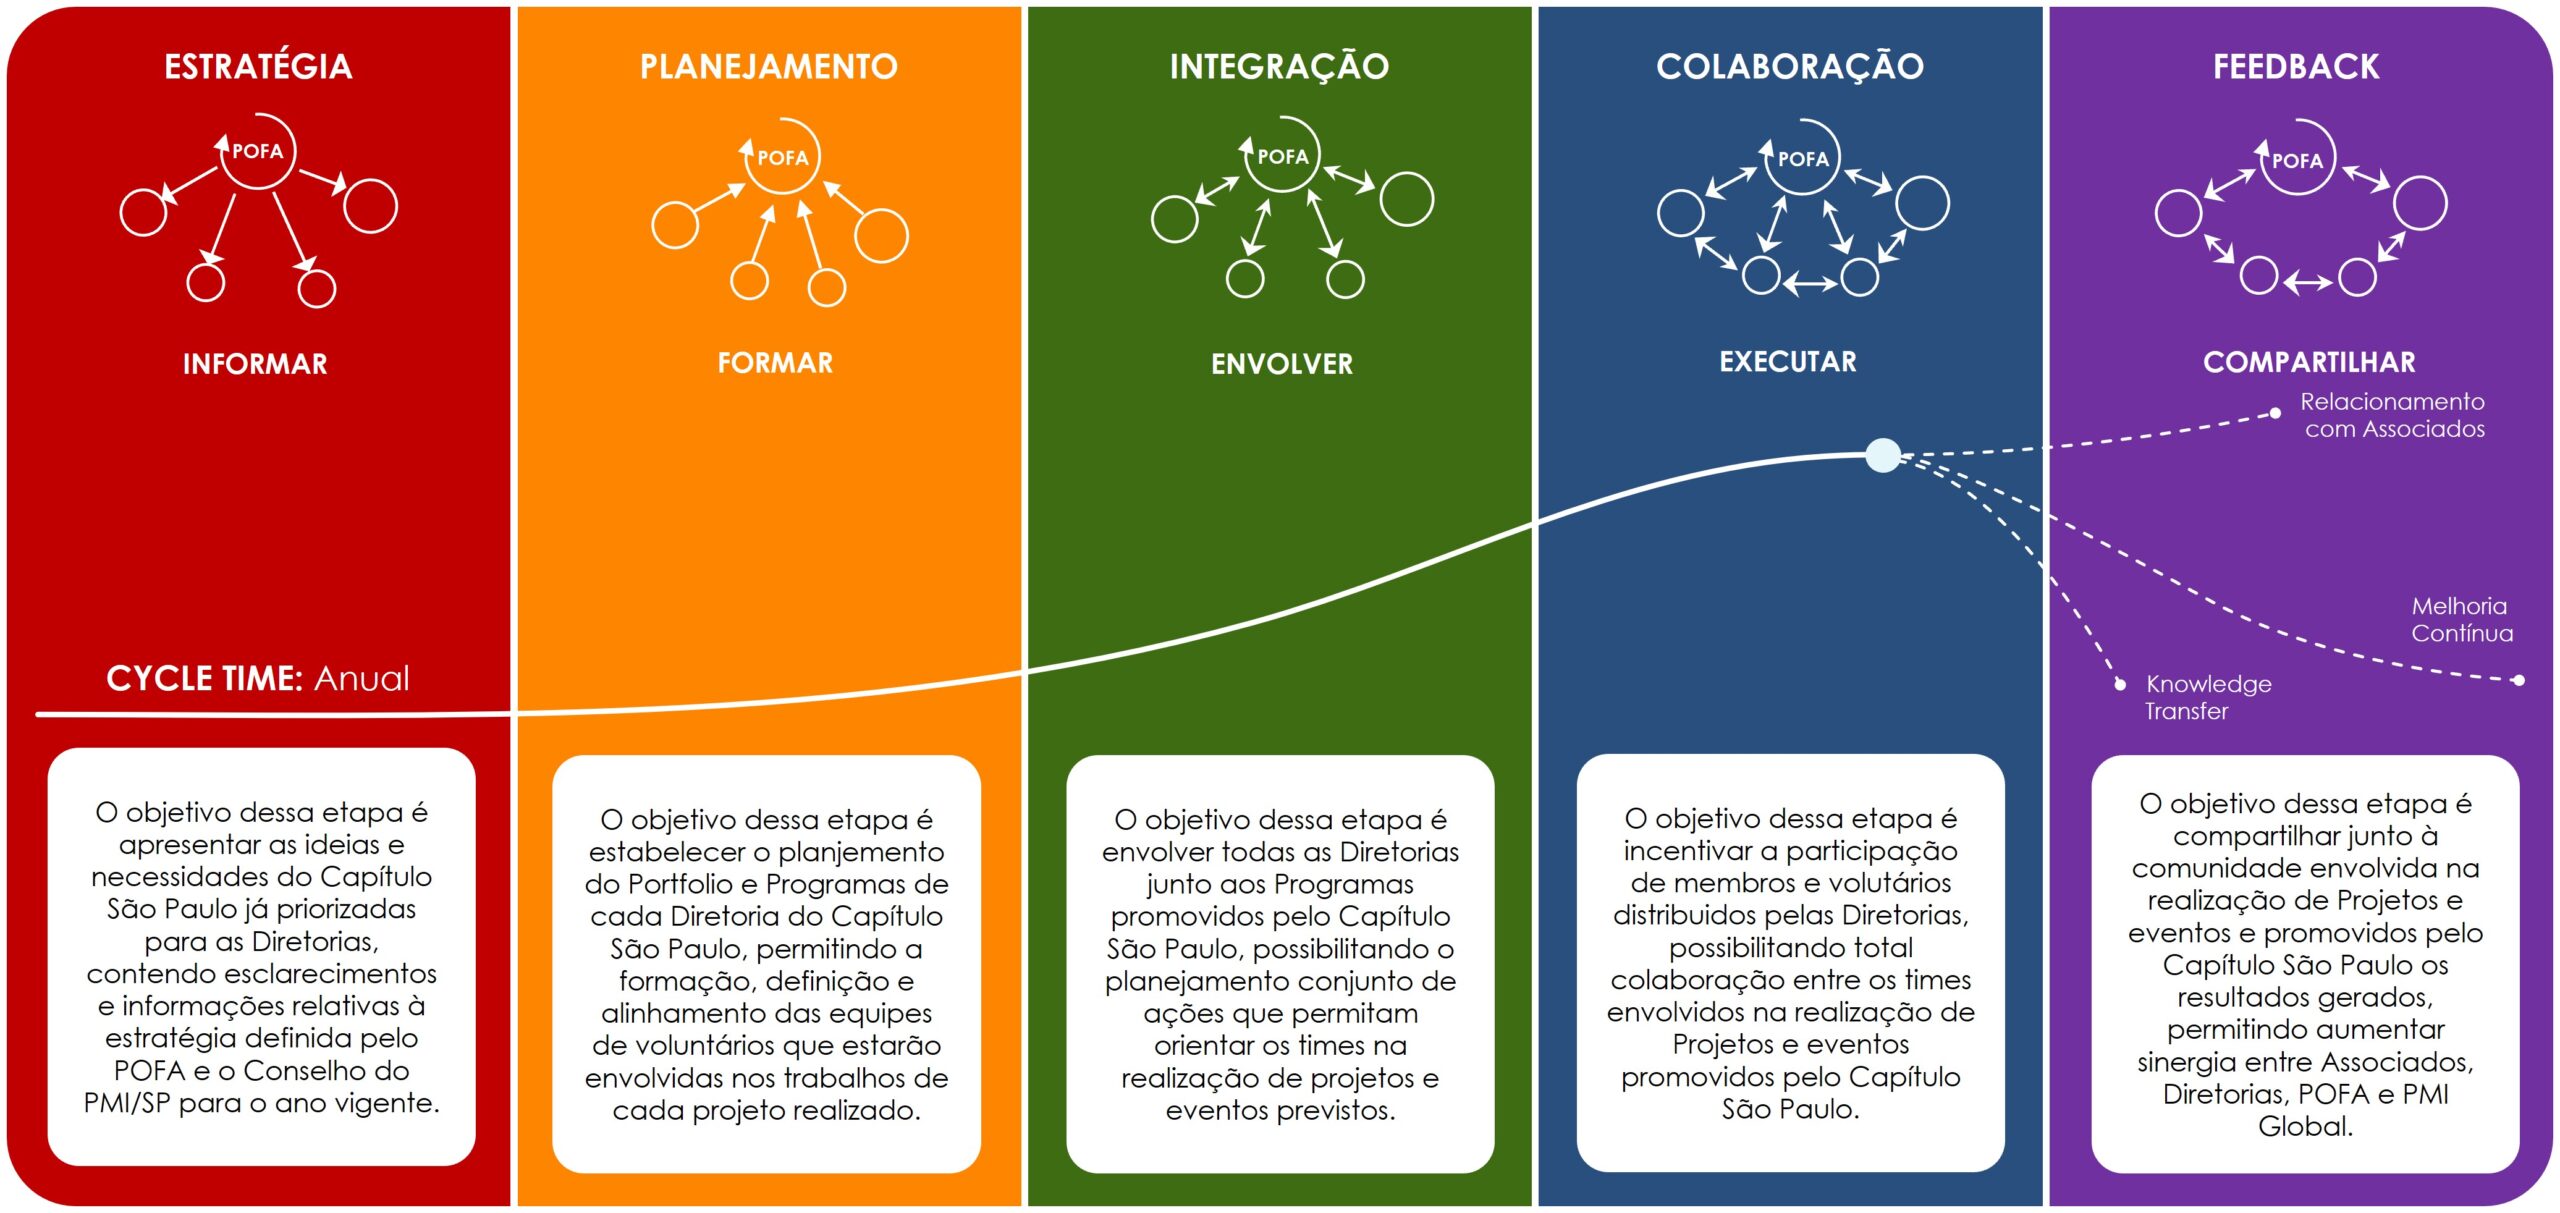 ESTRATÉGIA
POFA
INFORMAR
CYCLE TIME: Anual
O objetivo dessa etapa é
apresentar as ideias e
necessidades do Capítulo
São Paulo já priorizadas
para as Diretorias,
contendo esclarecimentos
e informações relativas à
estratégia definida pelo
POFA e o Conselho do
PMI/SP para o ano vigente.
PLANEJAMENTO
POFA
FORMAR
O objetivo dessa etapa é
estabelecer o planjemento
do Portfolio e Programas de
cada Diretoria do Capítulo
São Paulo, permitindo a
formação, definição e
alinhamento das equipes
de voluntários que estarão
envolvidas nos trabalhos de
cada projeto realizado.
INTEGRAÇÃO
POFA
ENVOLVER
O objetivo dessa etapa é
envolver todas as Diretorias
junto aos Programas
promovidos pelo Capítulo
São Paulo, possibilitando o
planejamento conjunto de
ações que permitam
orientar os times na
realização de projetos e
eventos previstos.
COLABORAÇÃO
POFA
EXECUTAR
O objetivo dessa etapa é
incentivar a participação
de membros e volutários
distribuidos pelas Diretorias,
possibilitando total
colaboração entre os times
envolvidos na realização de
Projetos e eventos
promovidos pelo Capítulo
São Paulo.
FEEDBACK
POFA
COMPARTILHAR
Relacionamento
com Associados
Melhoria
Contínua
Knowledge
Transfer
O objetivo dessa etapa é
compartilhar junto à
comunidade envolvida na
realização de Projetos e
eventos e promovidos pelo
Capítulo São Paulo os
resultados gerados,
permitindo aumentar
sinergia entre Associados,
Diretorias, POFA e PMI
Global.